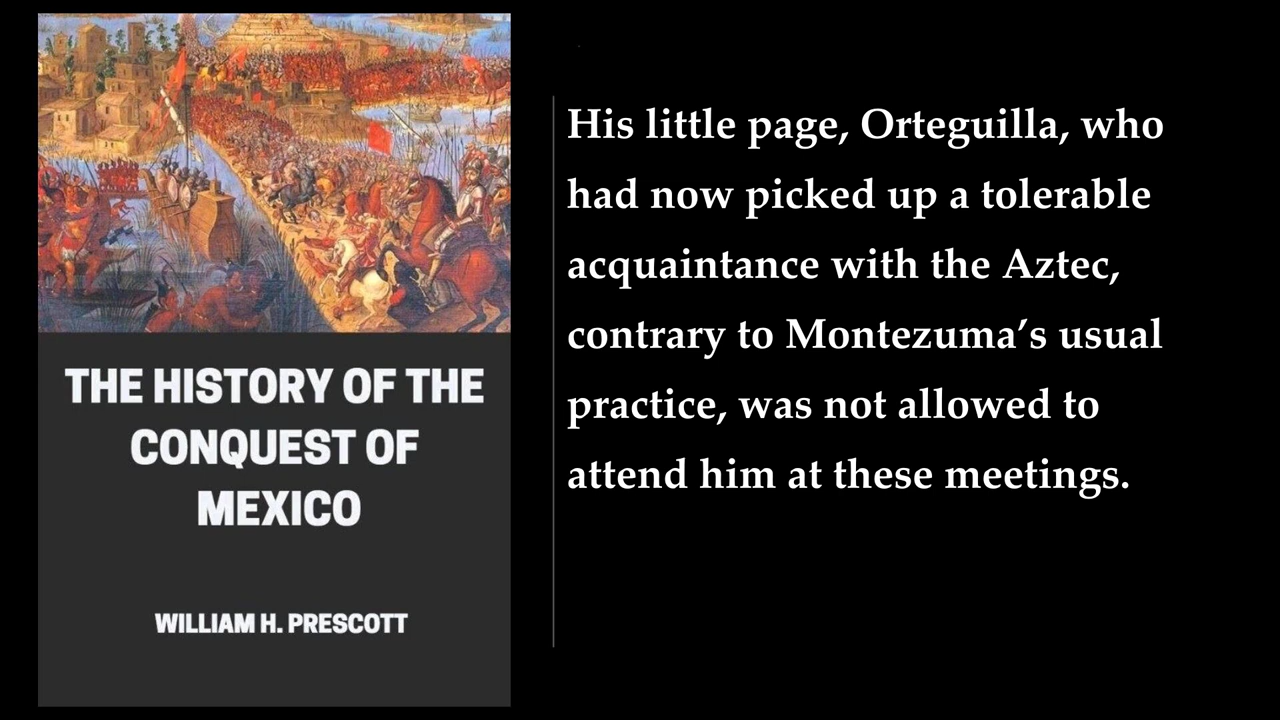 THE HISTORY OF THE
CONQUEST OF
MEXICO
WILLIAM H. PRESCOTT
His little page, Orteguilla, who
had now picked up a tolerable
acquaintance with the Aztec,
contrary to Montezuma’s usual
practice, was not allowed to
attend him at these meetings.